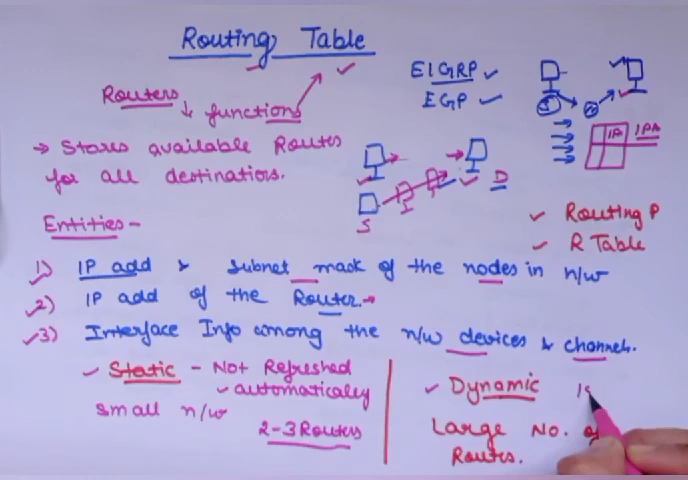 Routing Table
EIGRP
EGP
Routers
functions
→ Stores available Routes
for all destinations.
IP IPA
S I D
Routing P
R Table
Entities -
1) IP add & Subnet mask of the nodes in n/w
2) IP add of the Router.→
3) Interface Info among the n/w devices & channels.
Static - Not Refreshed
automatically
small n/w
2-3 Routers
Dynamic
Large No. of
Routes.